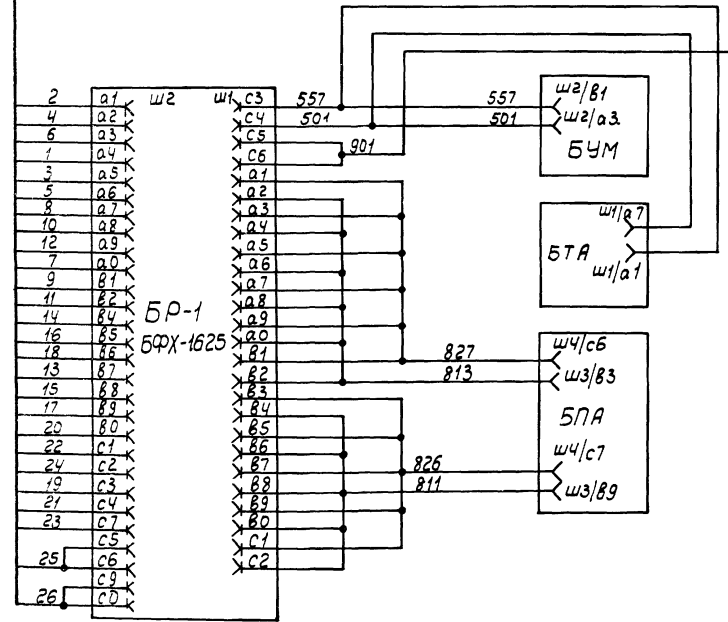 2 а1 Ш2 Ш1 С3 557 557 Ш2/В1
4 а2 С4 501 501 Ш2/а3
6 а3 С5 901
1 а4 С6 БУМ
3 а5 а1
5 а6 а2
8 а7 а3 Ш1/а7
10 а8 а4
12 а9 а5 БТА
7 а0 а6 Ш1/а1
9 В1 а7
11 В2 а8
14 В4 БР-1 а9
16 В5 БФХ-1625 а0 Ш4/С6
18 В6 В1 827
13 В7 В2 813 Ш3/В3
15 В8 В3
17 В9 В4 БПА
20 В0 В5
22 С1 В6 Ш4/С7
24 С2 В7 826
19 С3 В8 811 Ш3/В9
21 С4 В9
23 С7 В0
С5 С1
25 С6 С2
С9
26 С0